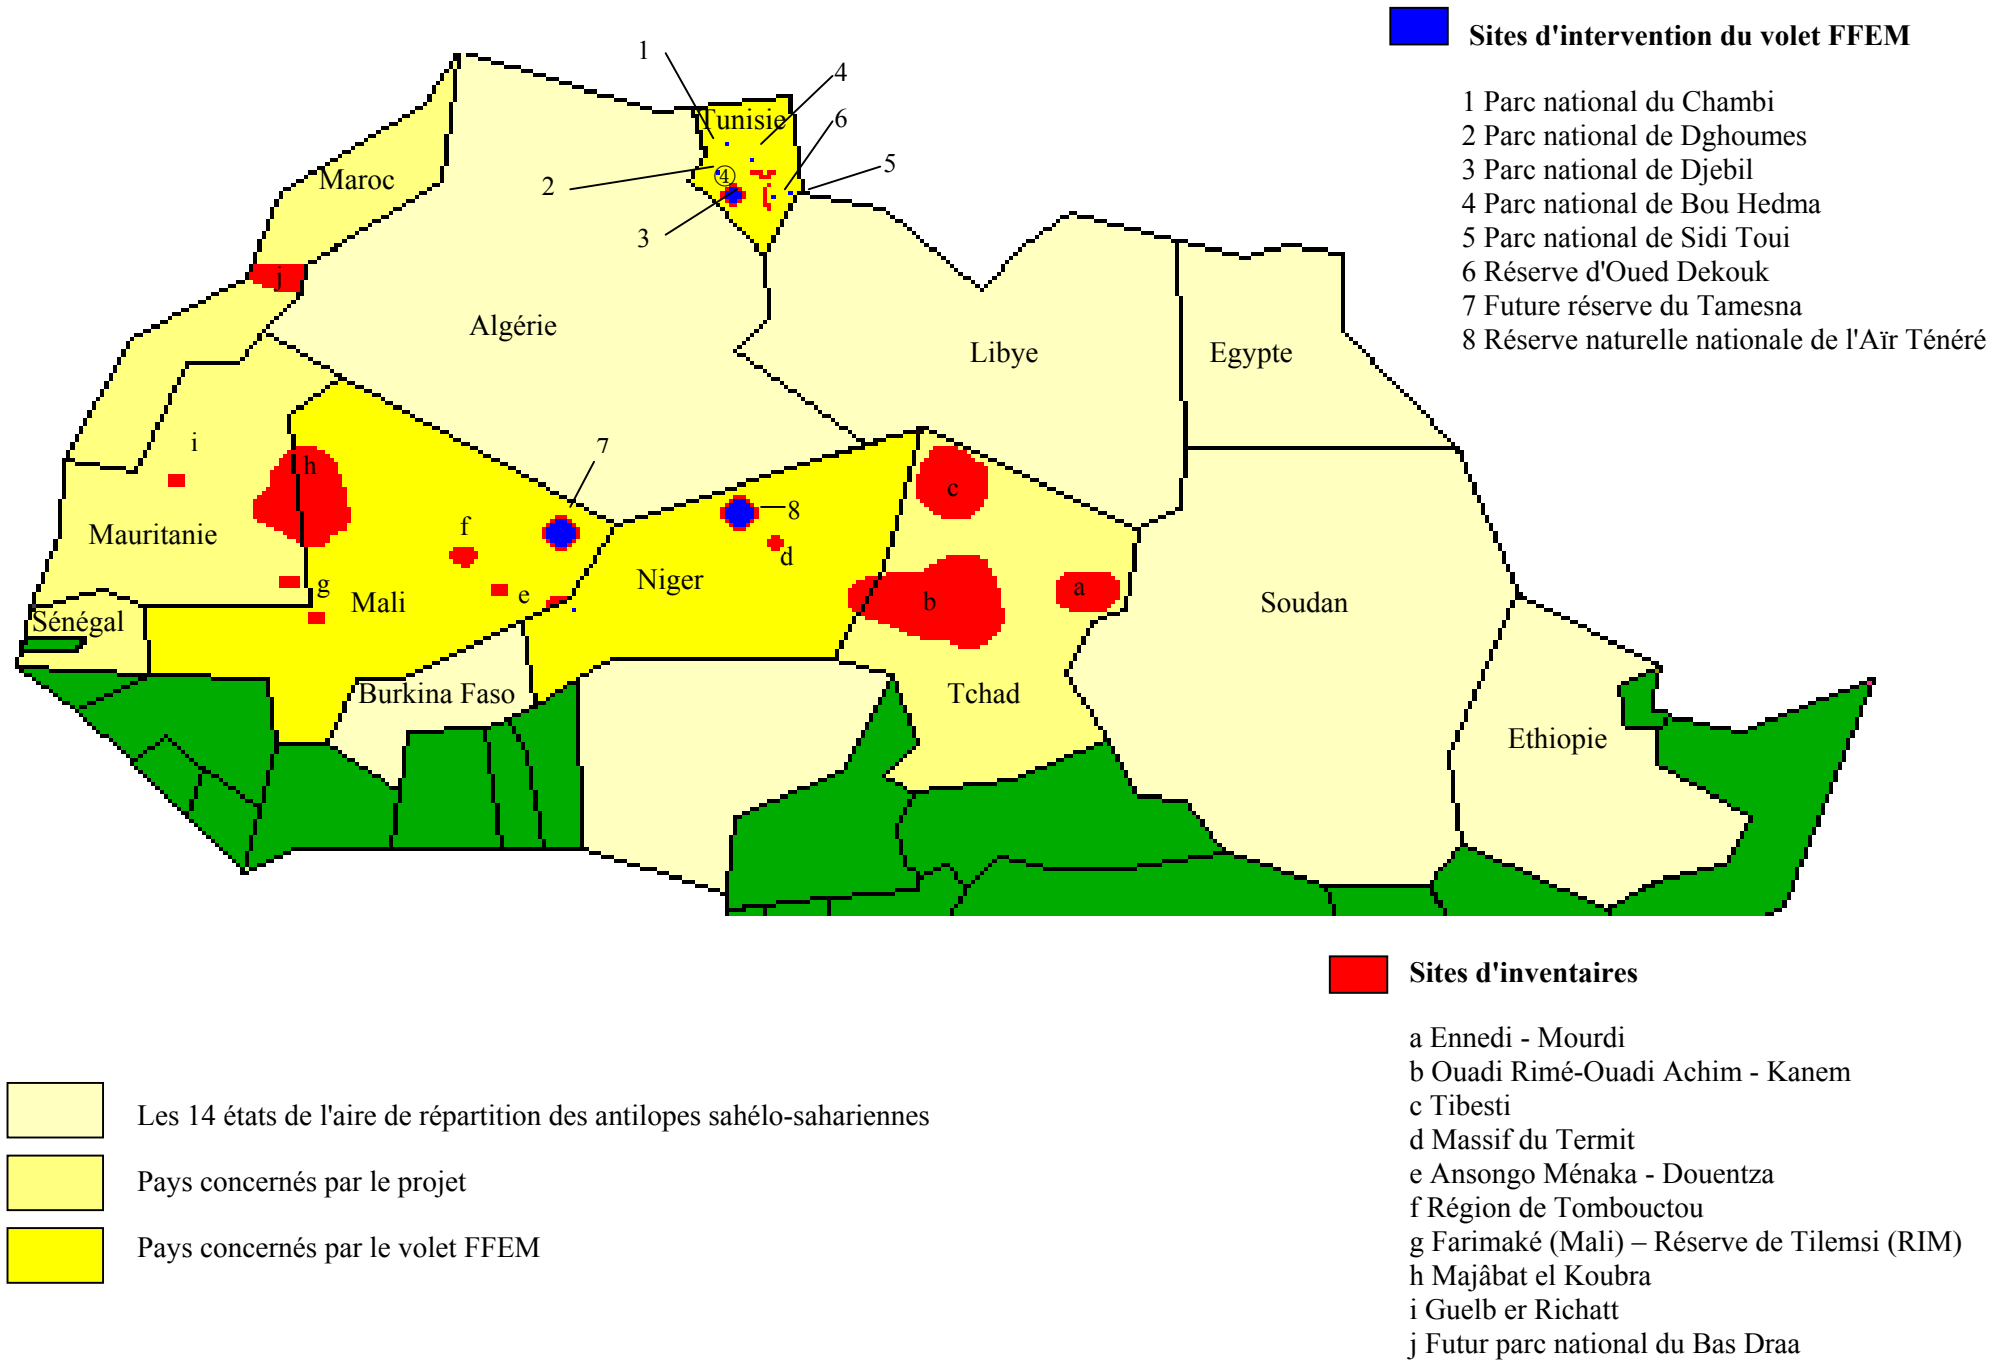 Sites d'intervention du volet FFEM
1 Parc national du Chambi
2 Parc national de Dghoumes
3 Parc national de Djebil
4 Parc national de Bou Hedma
5 Parc national de Sidi Toui
6 Réserve d'Oued Dekouk
7 Future réserve du Tamesna
8 Réserve naturelle nationale de l'Aïr Ténéré
1
4
Tunisie
6
5
2
④
3
Maroc
j
Algérie
Libye
Egypte
i
h
7
c
8
Mauritanie
f
d
g
Mali
e
Niger
b
a
Soudan
Sénégal
Burkina Faso
Tchad
Ethiopie
Sites d'inventaires
a Ennedi - Mourdi
b Ouadi Rimé-Ouadi Achim - Kanem
c Tibesti
d Massif du Termit
e Ansongo Ménaka - Douentza
f Région de Tombouctou
g Farimaké (Mali) – Réserve de Tilemsi (RIM)
h Majâbat el Koubra
i Guelb er Richatt
j Futur parc national du Bas Draa
Les 14 états de l'aire de répartition des antilopes sahélo-sahariennes
Pays concernés par le projet
Pays concernés par le volet FFEM